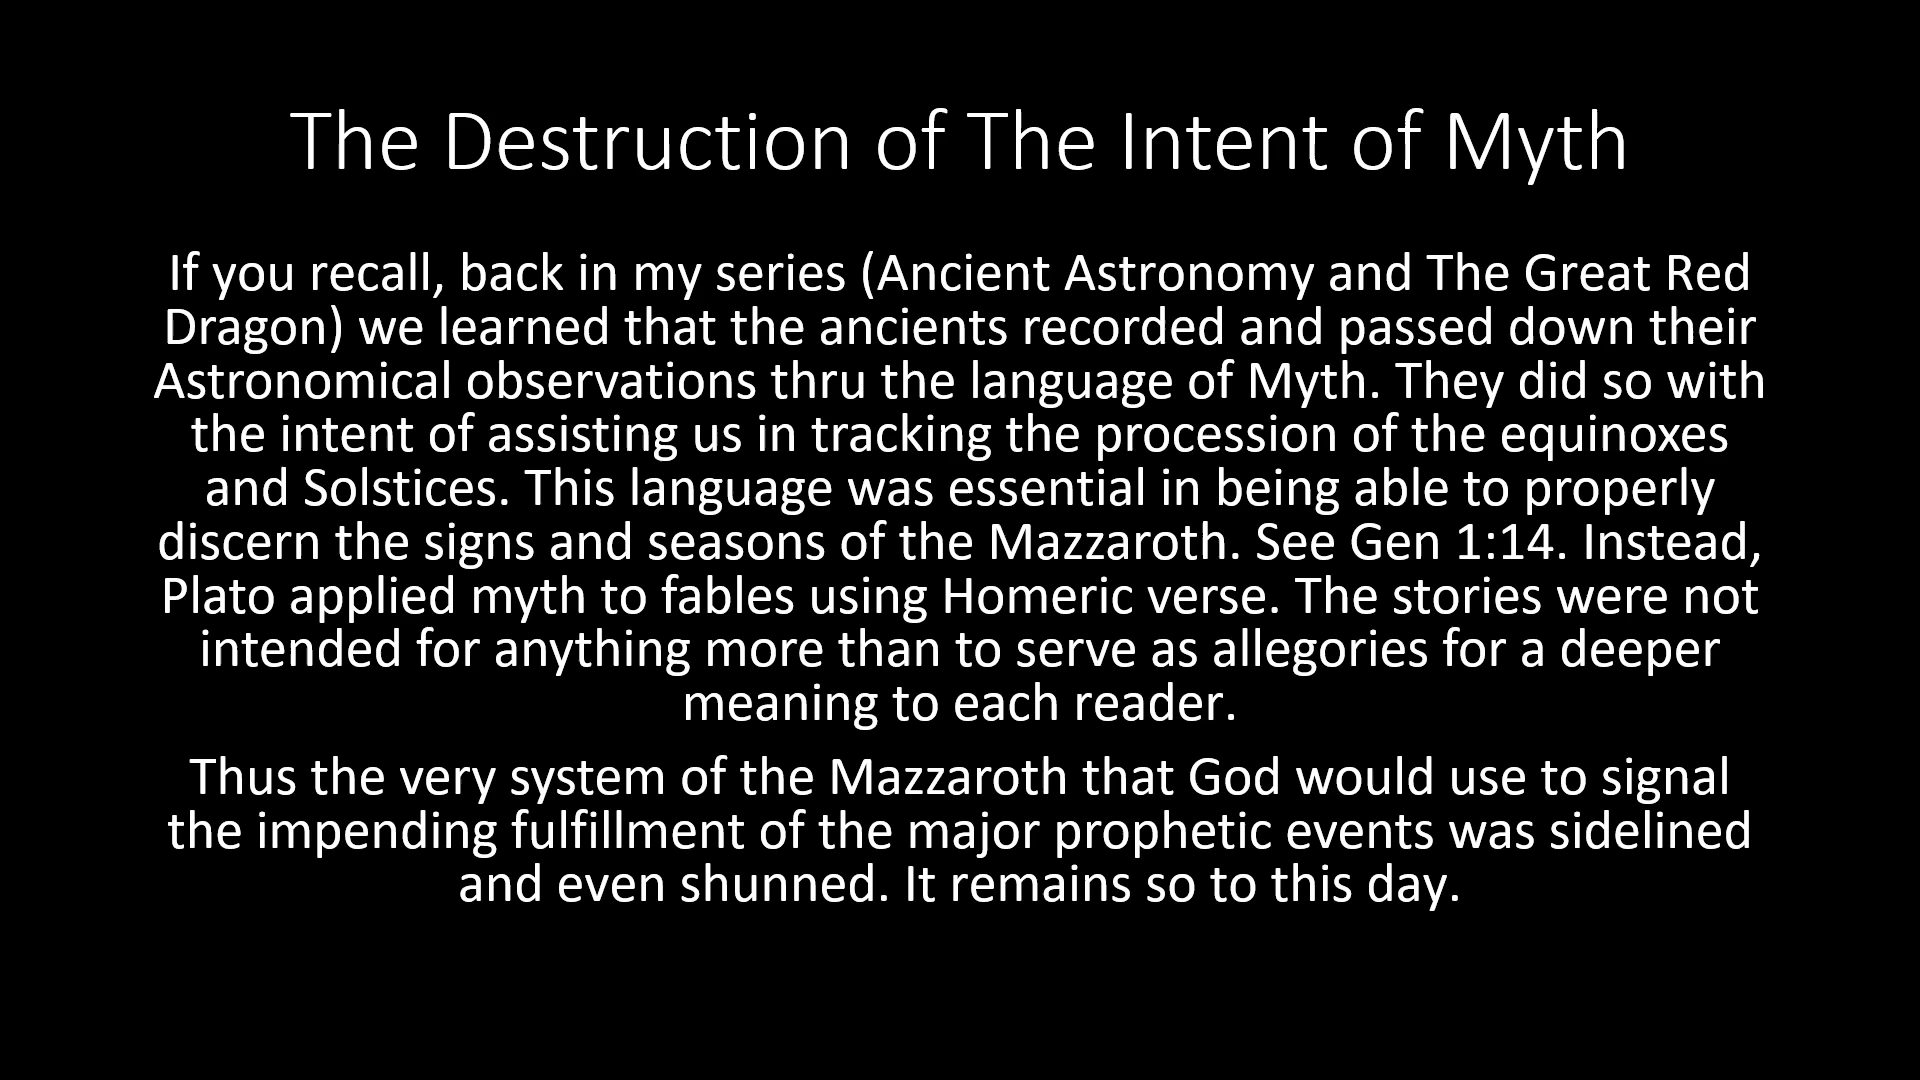 The Destruction of The Intent of Myth
If you recall, back in my series (Ancient Astronomy and The Great Red
Dragon) we learned that the ancients recorded and passed down their
Astronomical observations thru the language of Myth. They did so with
the intent of assisting us in tracking the procession of the equinoxes
and Solstices. This language was essential in being able to properly
discern the signs and seasons of the Mazzaroth. See Gen 1:14. Instead,
Plato applied myth to fables using Homeric verse. The stories were not
intended for anything more than to serve as allegories for a deeper
meaning to each reader.
Thus the very system of the Mazzaroth that God would use to signal
the impending fulfillment of the major prophetic events was sidelined
and even shunned. It remains so to this day.